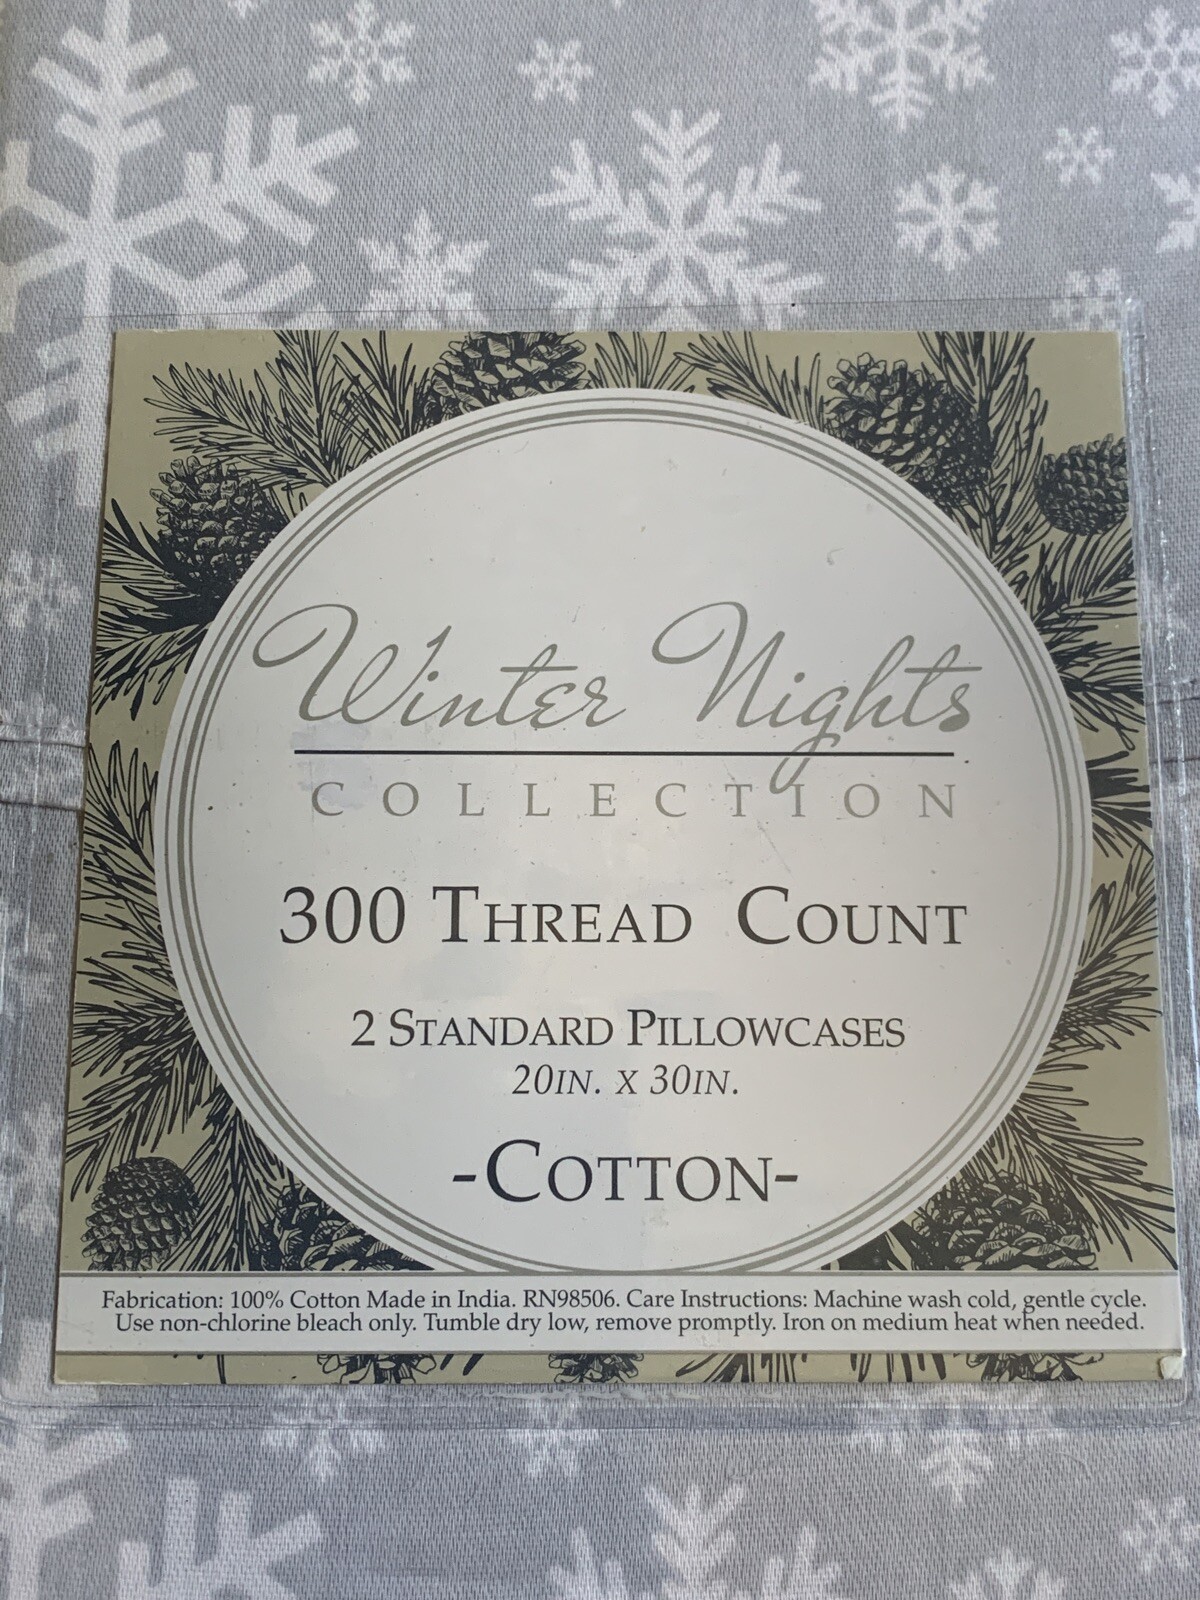 Winter Nights
COLLECTION
300 THREAD COUNT
2 STANDARD PILLOWCASES
20IN. X 30IN.
-COTTON-
Fabrication: 100% Cotton Made in India. RN98506. Care Instructions: Machine wash cold, gentle cycle.
Use non-chlorine bleach only. Tumble dry low, remove promptly. Iron on medium heat when needed.